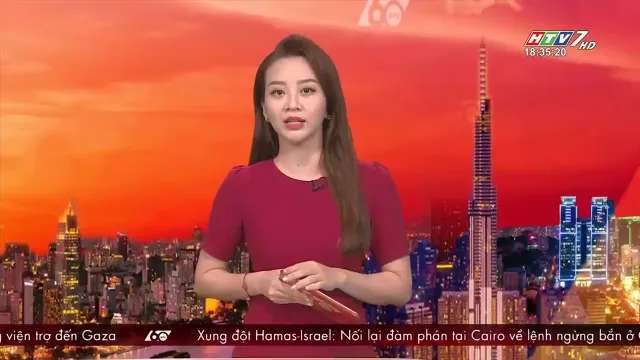 HTV7 HD
18:35:20
g viện trợ đến Gaza 60 Xung đột Hamas-Israel: Nối lại đàm phán tại Cairo về lệnh ngừng bắn ở